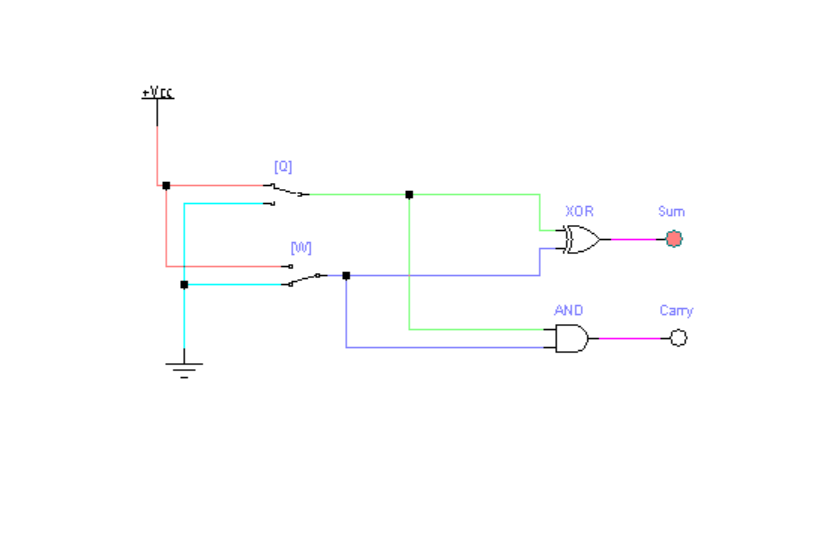 +Vcc
[Q]
XOR
Sum
[W]
AND
Carry